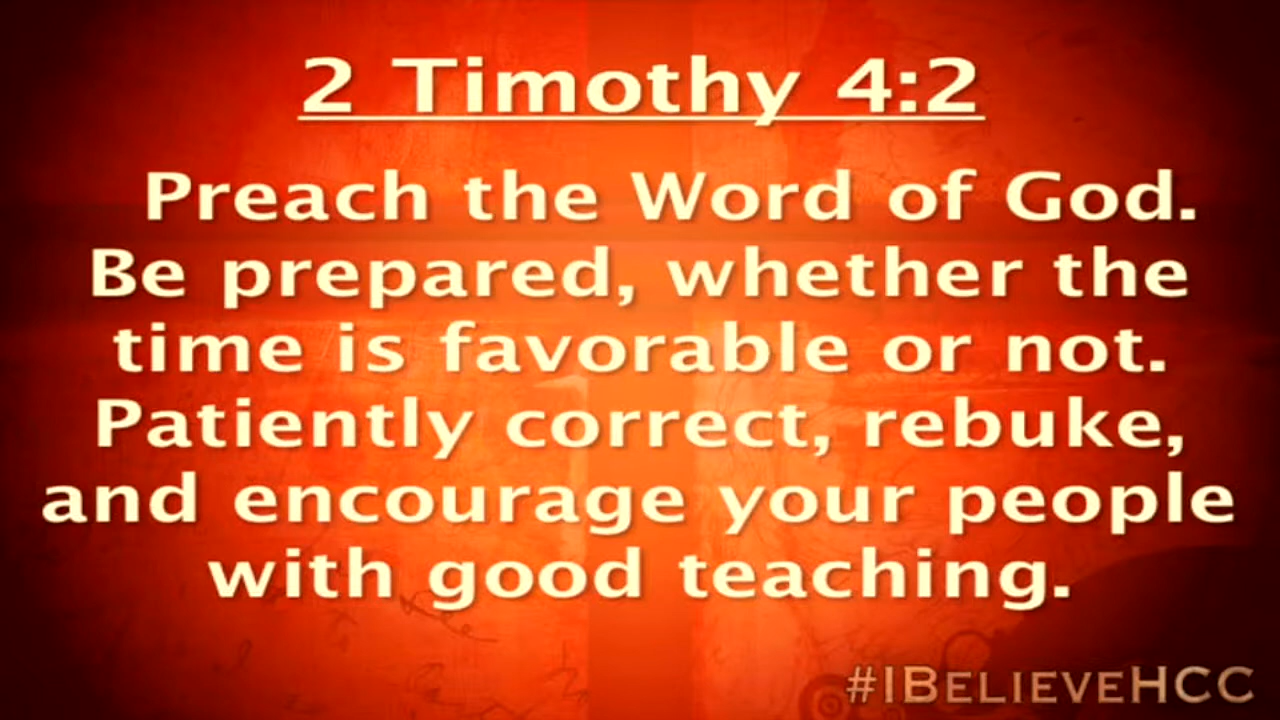 2 Timothy 4:2
Preach the Word of God.
Be prepared, whether the
time is favorable or not.
Patiently correct, rebuke,
and encourage your people
with good teaching.
#IBelieveHCC